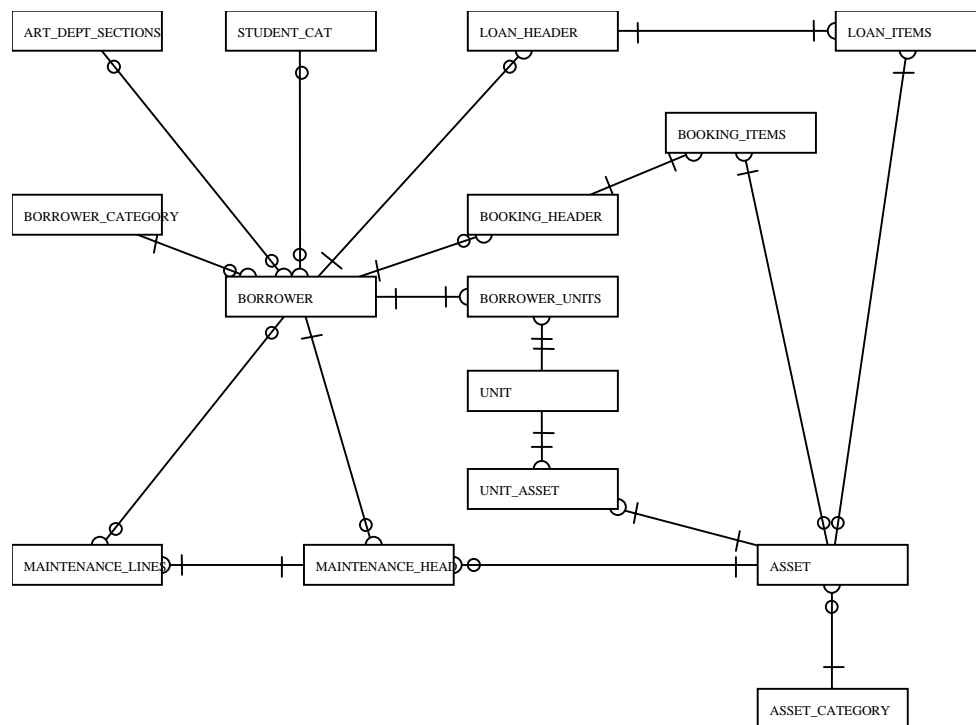 ART_DEPT_SECTIONS
STUDENT_CAT
LOAN_HEADER
LOAN_ITEMS
BOOKING_ITEMS
BORROWER_CATEGORY
BOOKING_HEADER
BORROWER
BORROWER_UNITS
UNIT
UNIT_ASSET
MAINTENANCE_LINES
MAINTENANCE_HEAD
ASSET
ASSET_CATEGORY